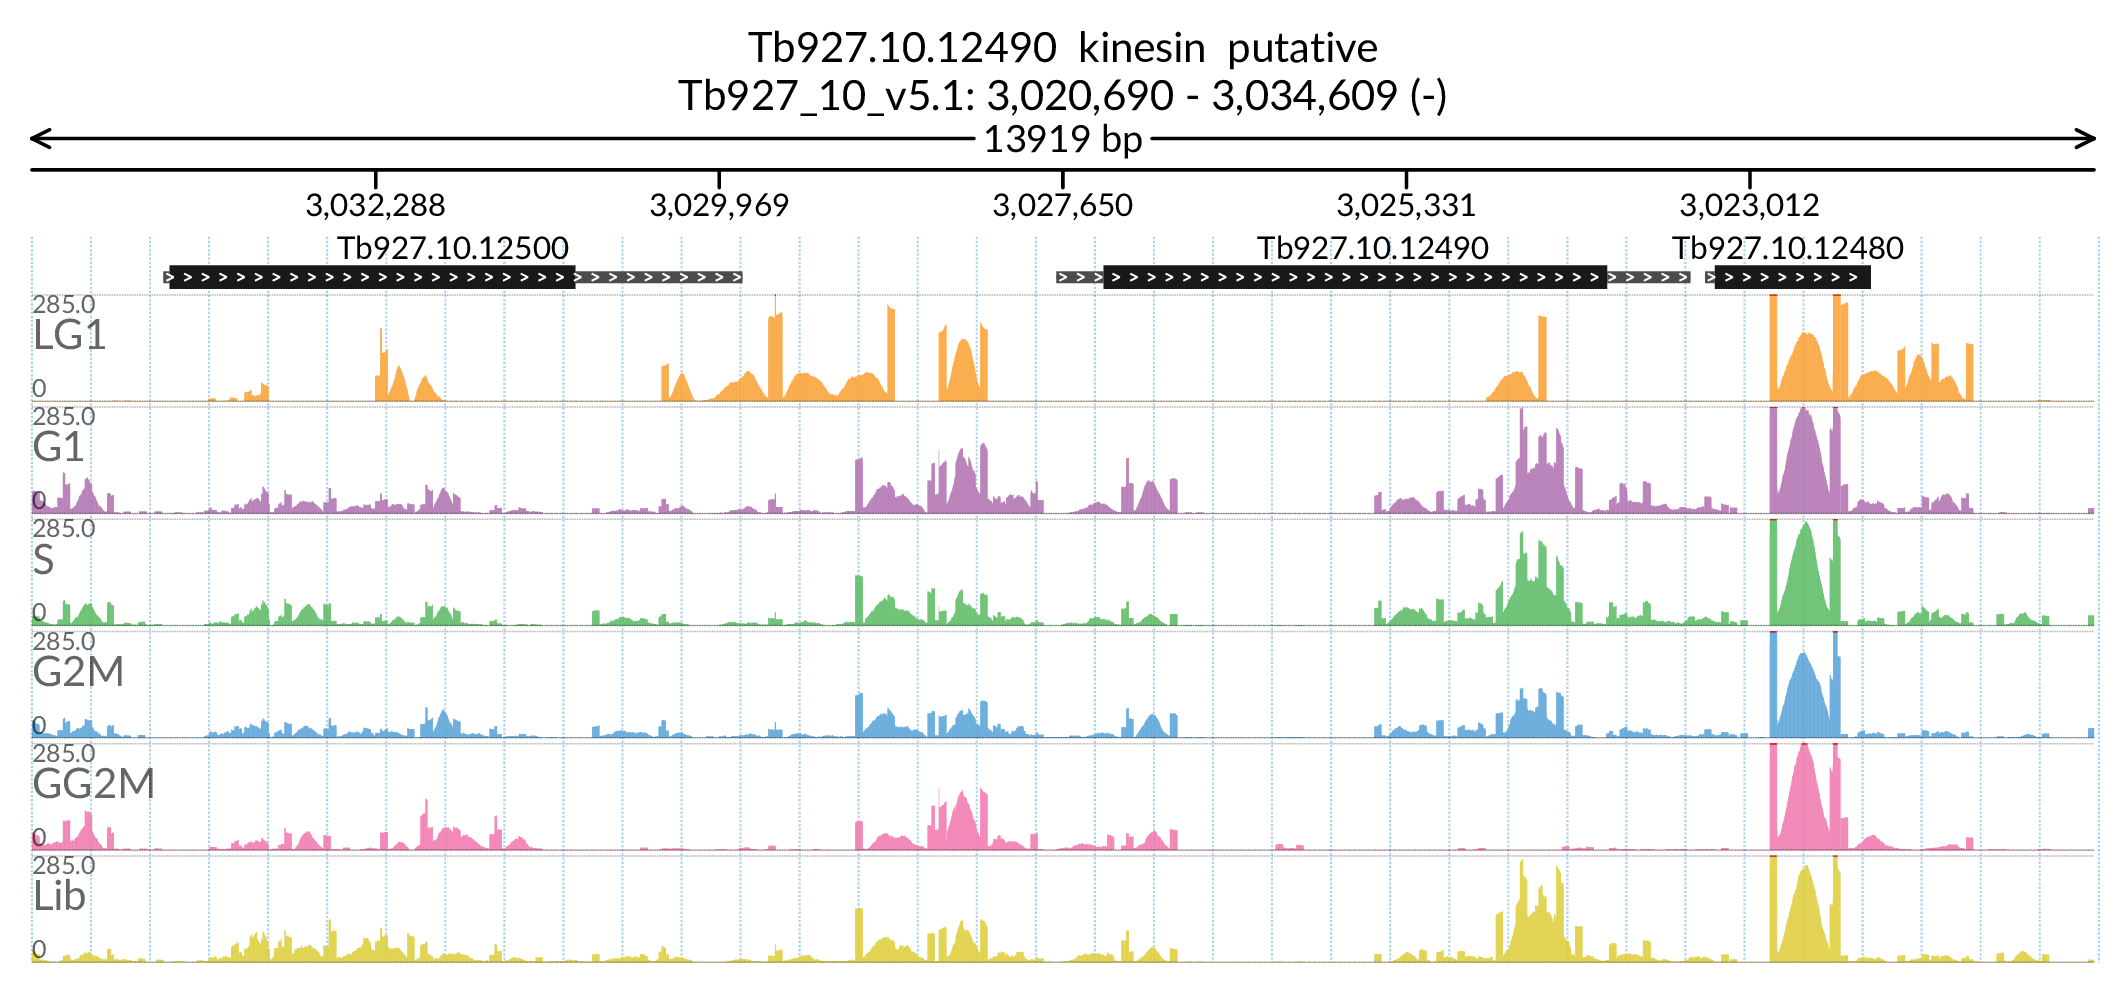 Tb927.10.12490 kinesin putative
Tb927_10_v5.1: 3,020,690 - 3,034,609 (-)
13919 bp
3,032,288 3,029,969 3,027,650 3,025,331 3,023,012
Tb927.10.12500 Tb927.10.12490 Tb927.10.12480
285.0
LG1
0
285.0
G1
0
285.0
S
0
285.0
G2M
0
285.0
GG2M
0
285.0
Lib
0